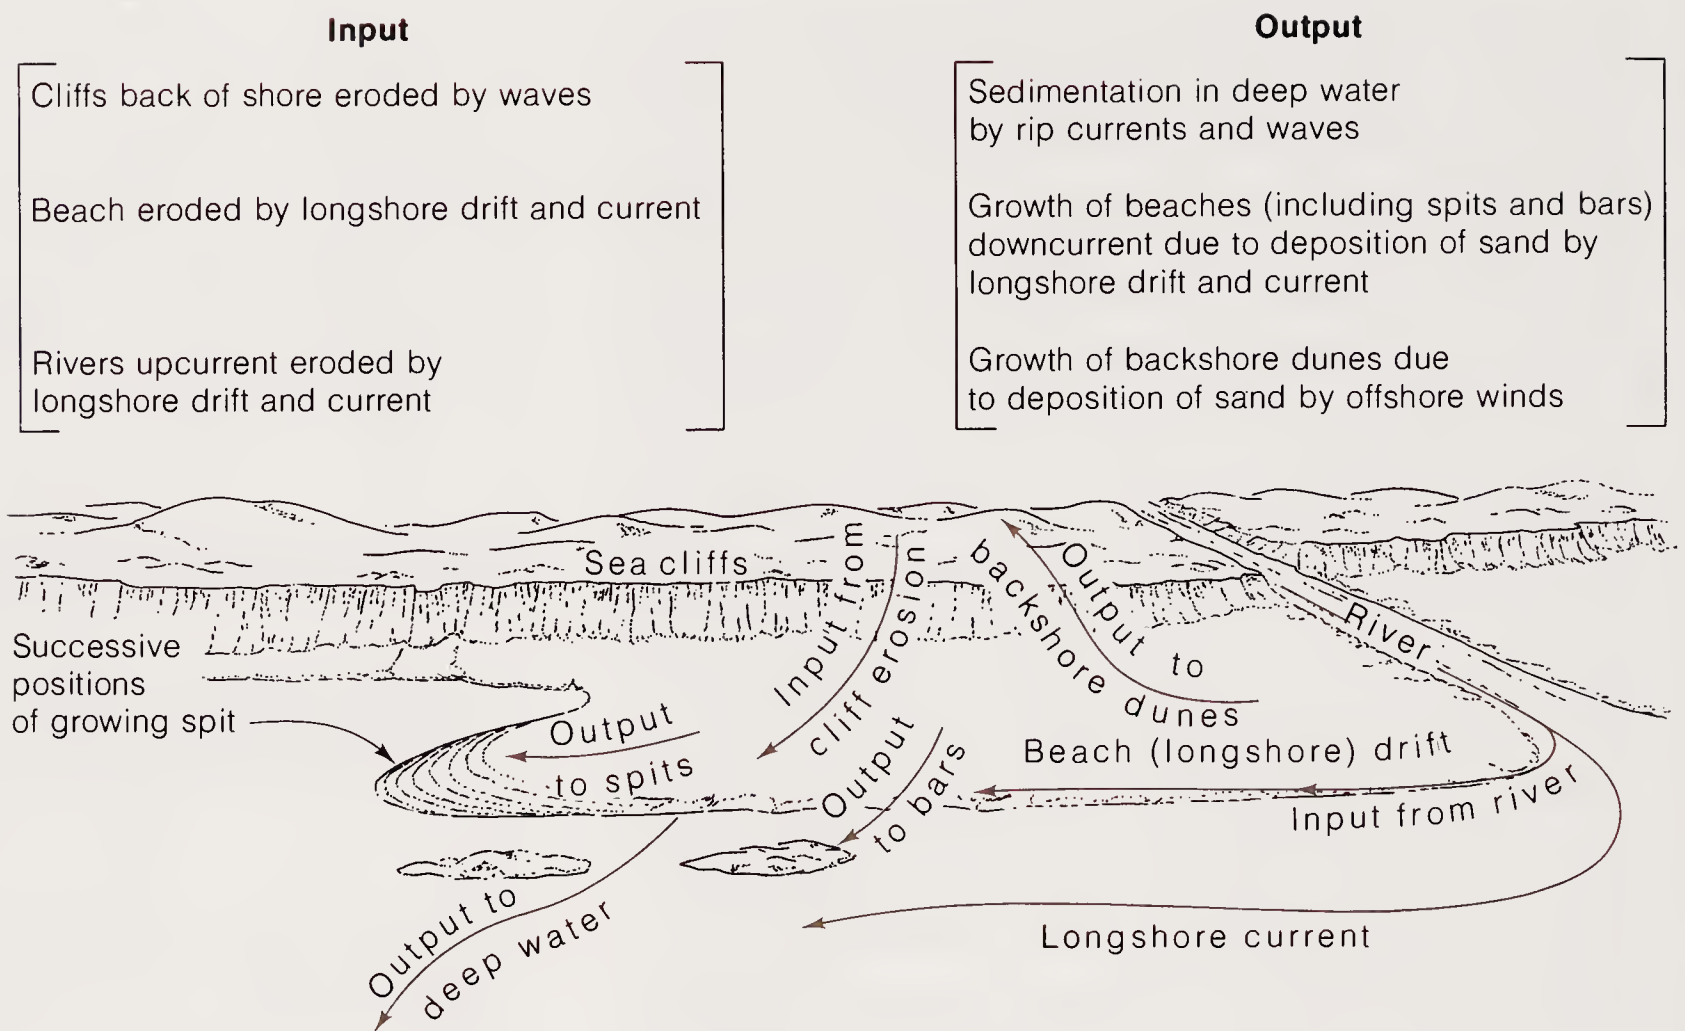 Input
Cliffs back of shore eroded by waves
Beach eroded by longshore drift and current
Rivers upcurrent eroded by
longshore drift and current
Output
Sedimentation in deep water
by rip currents and waves
Growth of beaches (including spits and bars)
downcurrent due to deposition of sand by
longshore drift and current
Growth of backshore dunes due
to deposition of sand by offshore winds
Sea cliffs
Input from
cliff erosion
Output to
backshore dunes
River
Successive
positions
of growing spit
Output
to spits
Output
to bars
Beach (longshore) drift
Input from river
Output to
deep water
Longshore current